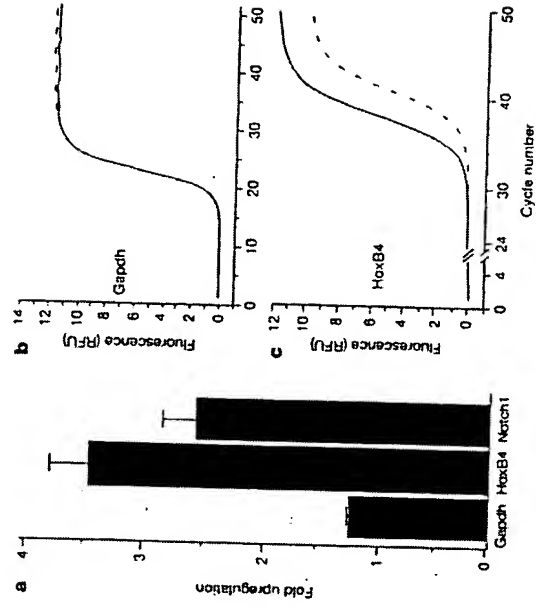 a
Fold upregulation
4
3
2
1
0
Gapdh HoxB4 Notch1
b
Fluorescence (RFU)
14
12
10
8
6
4
2
0
Gapdh
0 10 20 30 40 50
c
Fluorescence (RFU)
12
10
8
6
4
2
0
HoxB4
4 24 30 40 50
Cycle number